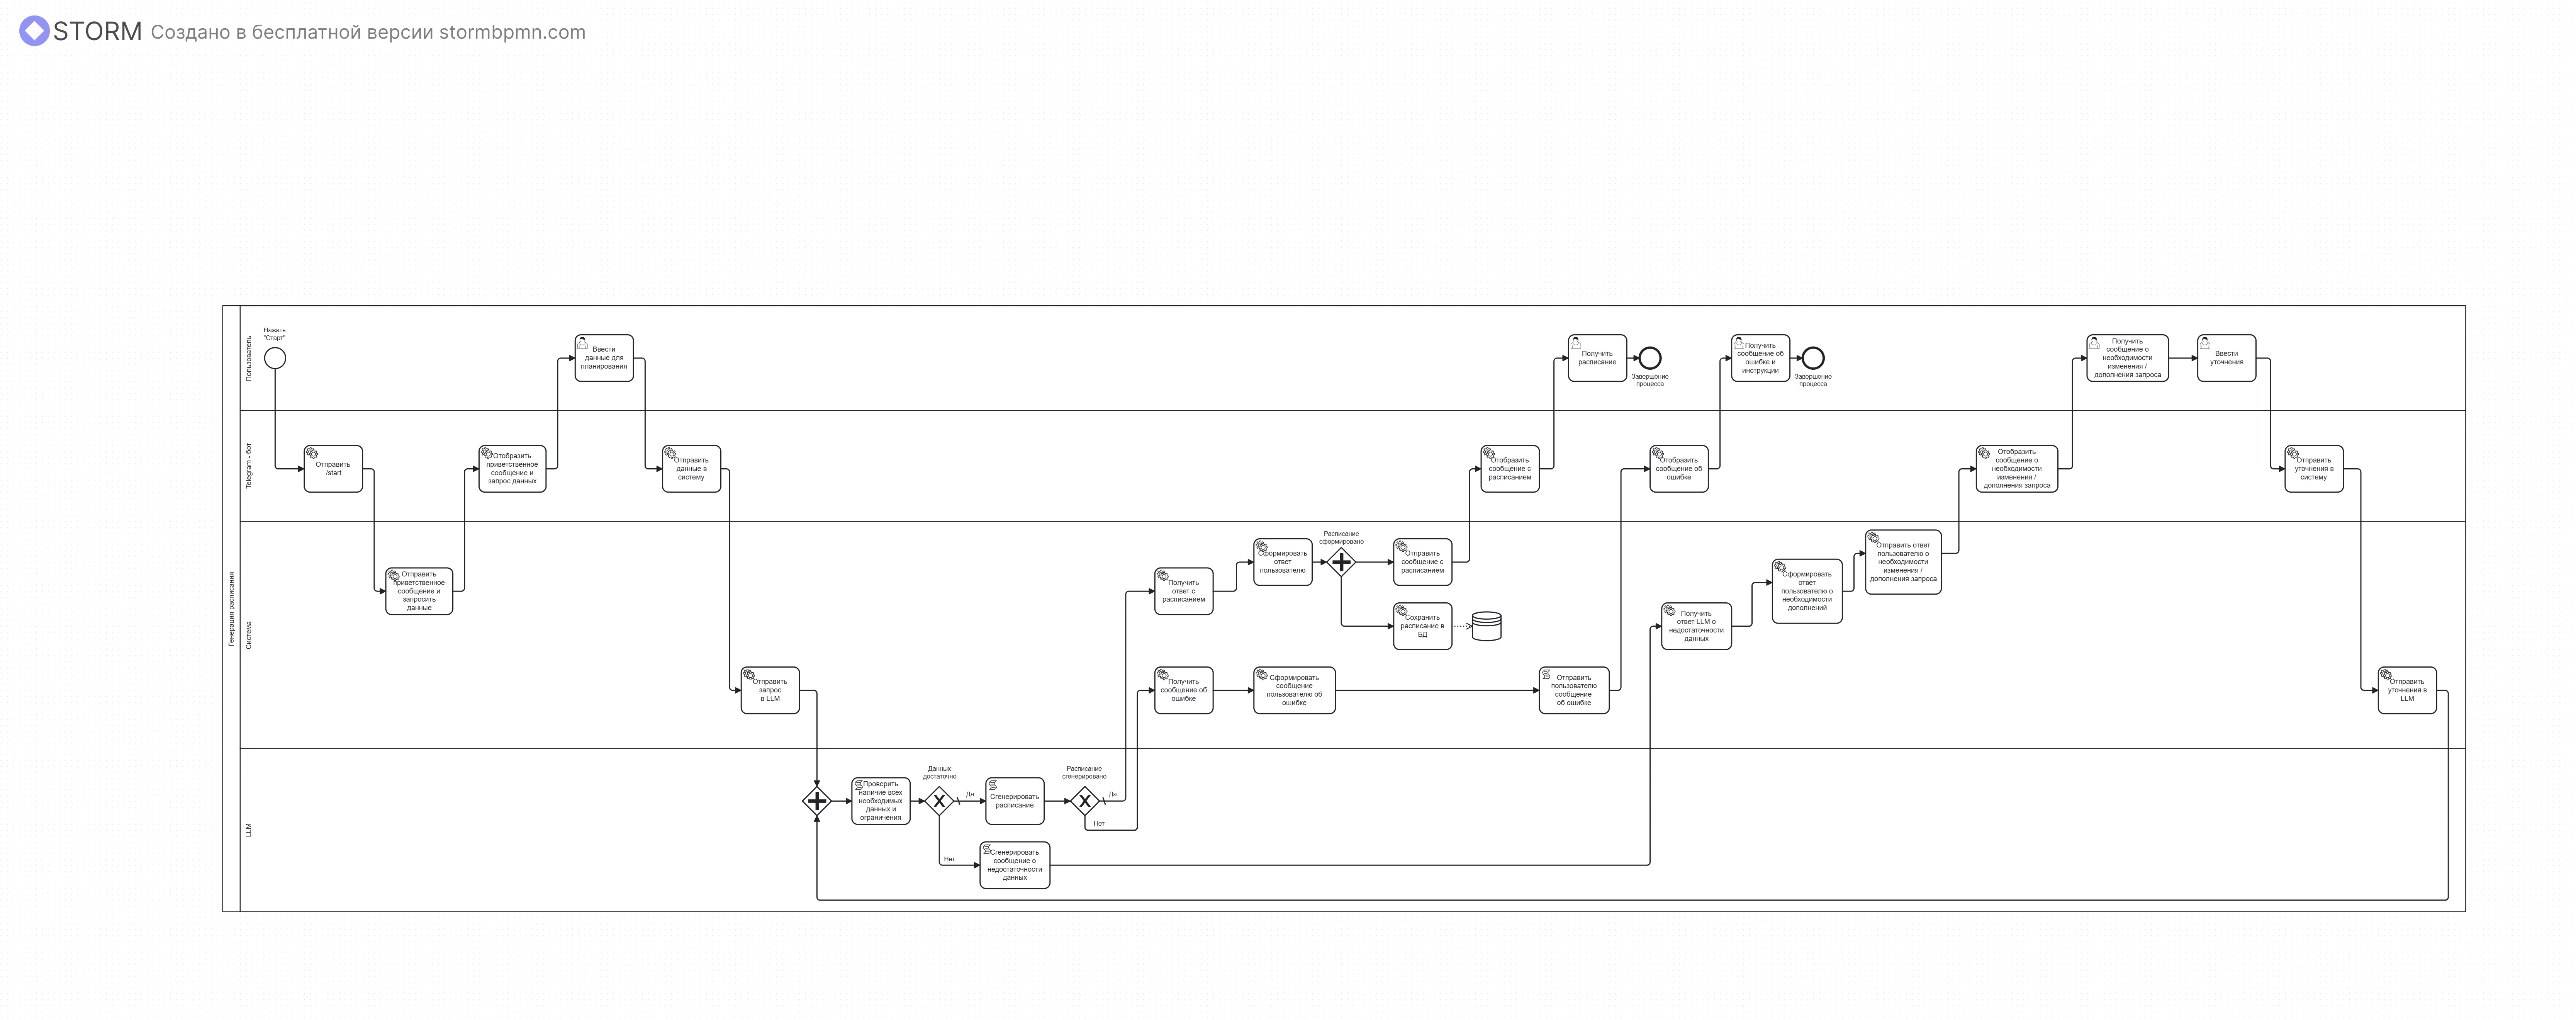 STORM Создано в бесплатной версии stormbpmn.com
Генерация расписания
Пользователь
Нажать
"Старт"
Ввести
данные для
планирования
Получить
расписание
Завершение
процесса
Получить
сообщение об
ошибке и
инструкции
Завершение
процесса
Получить
сообщение о
необходимости
изменения /
дополнения запроса
Ввести
уточнения
Telegram - бот
Отправить
/start
Отобразить
приветственное
сообщение и
запрос данных
Отправить
данные в
систему
Отобразить
сообщение с
расписанием
Отобразить
сообщение об
ошибке
Отобразить
сообщение о
необходимости
изменения /
дополнения запроса
Отправить
уточнения в
систему
Система
Отправить
приветственное
сообщение и
запросить
данные
Отправить
запрос
в LLM
Получить
ответ с
расписанием
Сформировать
ответ
пользователю
Расписание
сформировано
Отправить
сообщение с
расписанием
Сохранить
расписание в
БД
Получить
сообщение об
ошибке
Сформировать
сообщение
пользователю об
ошибке
Отправить
пользователю
сообщение
об ошибке
Получить
ответ LLM о
недостаточности
данных
Сформировать
ответ
пользователю о
необходимости
дополнений
Отправить ответ
пользователю о
необходимости
изменения /
дополнения запроса
Отправить
уточнения в
LLM
LLM
Проверить
наличие всех
необходимых
данных и
ограничения
Данных
достаточно
Да
Нет
Сгенерировать
расписание
Расписание
сгенерировано
Да
Нет
Сгенерировать
сообщение о
недостаточности
данных